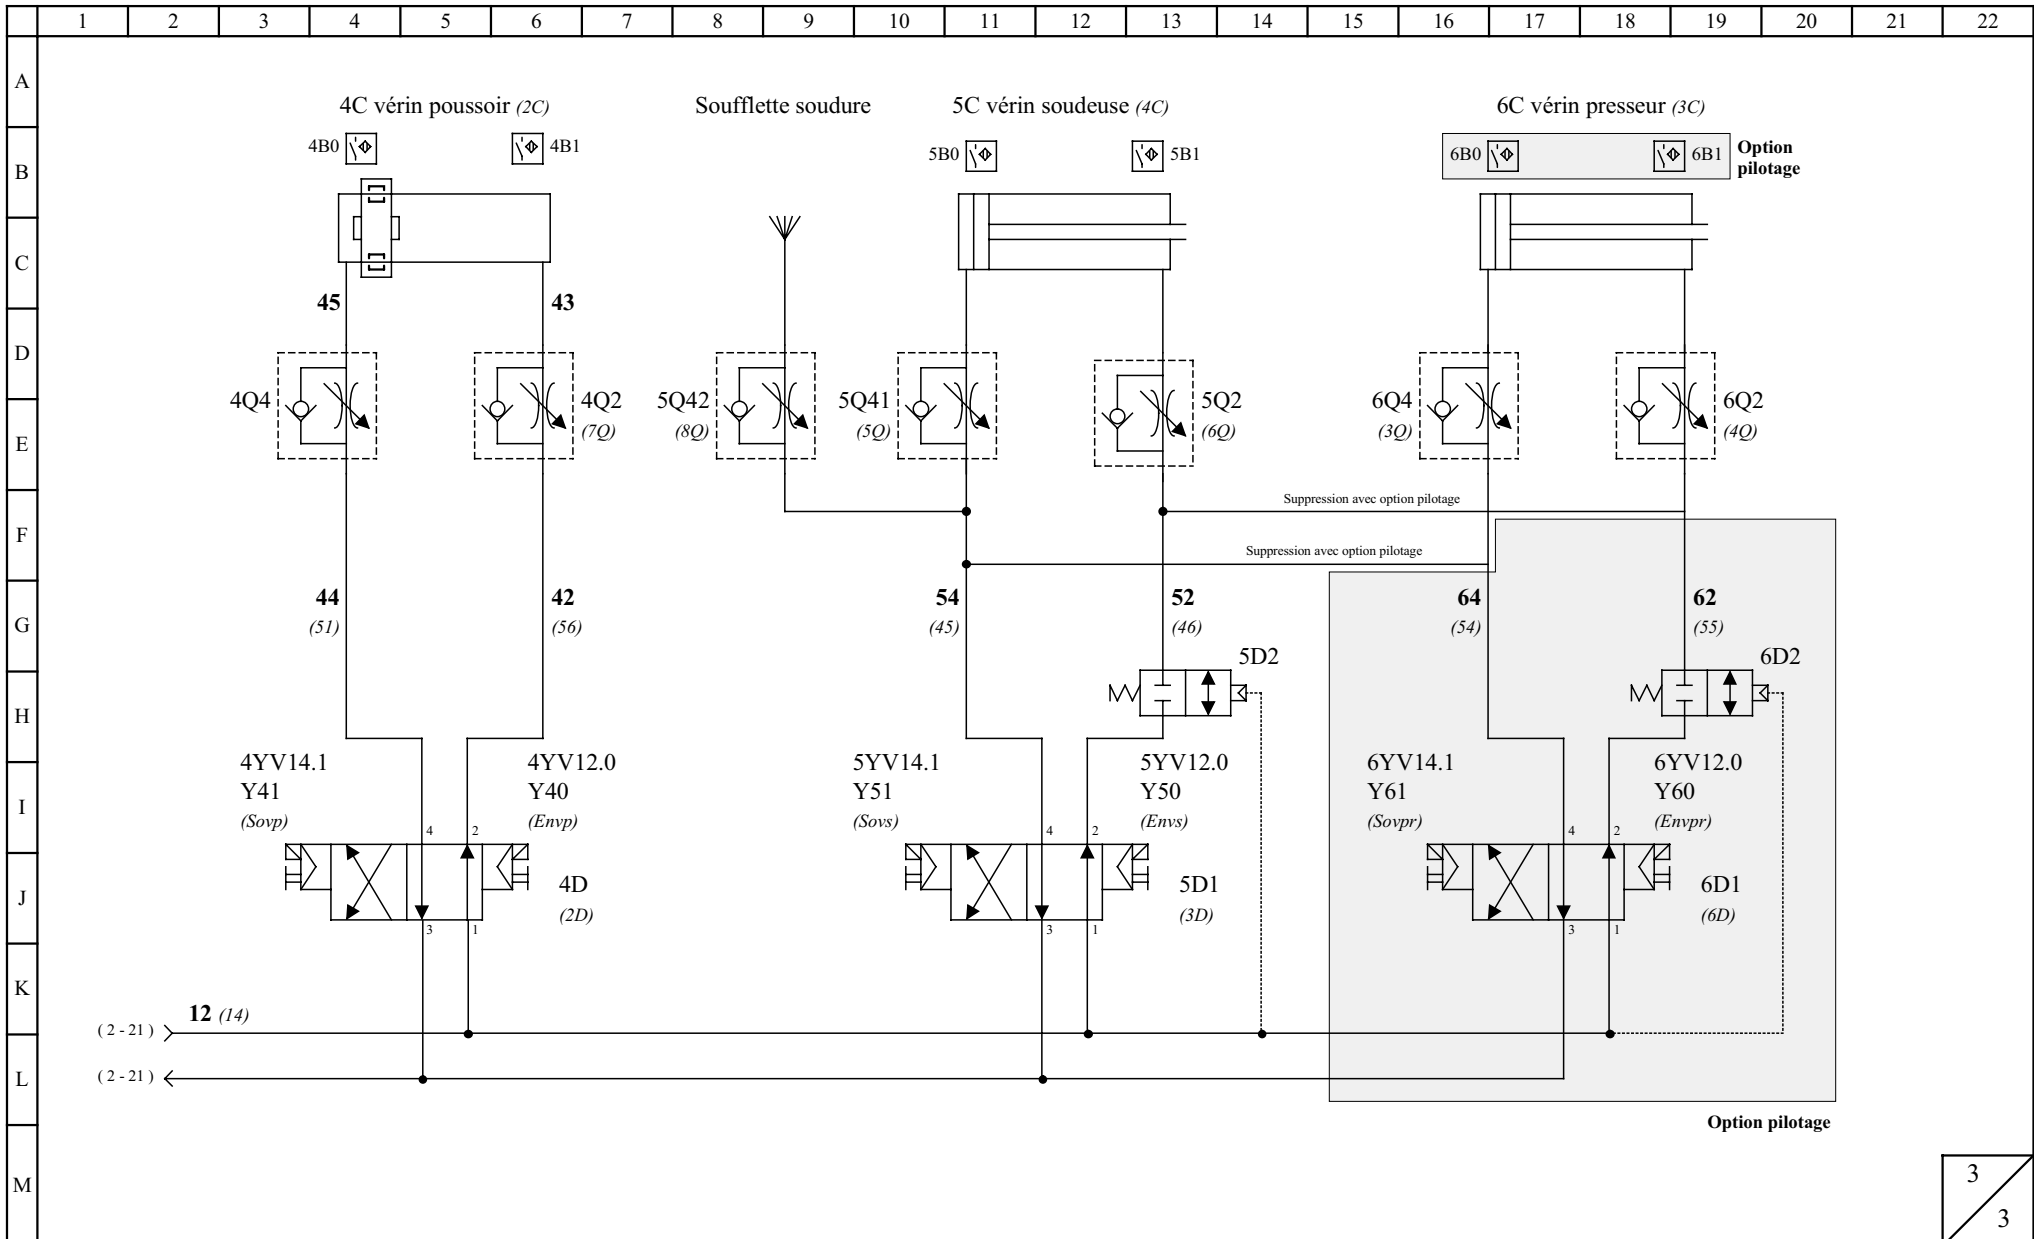 1 2 3 4 5 6 7 8 9 10 11 12 13 14 15 16 17 18 19 20 21 22
A
4C vérin poussoir (2C)
Soufflette soudure
5C vérin soudeuse (4C)
6C vérin presseur (3C)
B
4B0
4B1
5B0
5B1
6B0
6B1
Option
pilotage
C
45
43
D
4Q4
4Q2
(7Q)
5Q42
(8Q)
5Q41
(5Q)
5Q2
(6Q)
6Q4
(3Q)
6Q2
(4Q)
E
Suppression avec option pilotage
F
Suppression avec option pilotage
G
44
(51)
42
(56)
54
(45)
52
(46)
64
(54)
62
(55)
5D2
6D2
H
4YV14.1
Y41
(Sovp)
4YV12.0
Y40
(Envp)
5YV14.1
Y51
(Sovs)
5YV12.0
Y50
(Envs)
6YV14.1
Y61
(Sovpr)
6YV12.0
Y60
(Envpr)
I
4 2
4 2
4 2
J
4D
(2D)
5D1
(3D)
6D1
(6D)
3 1
3 1
3 1
K
12 (14)
( 2 - 21 )
L
( 2 - 21 )
Option pilotage
M
3
3